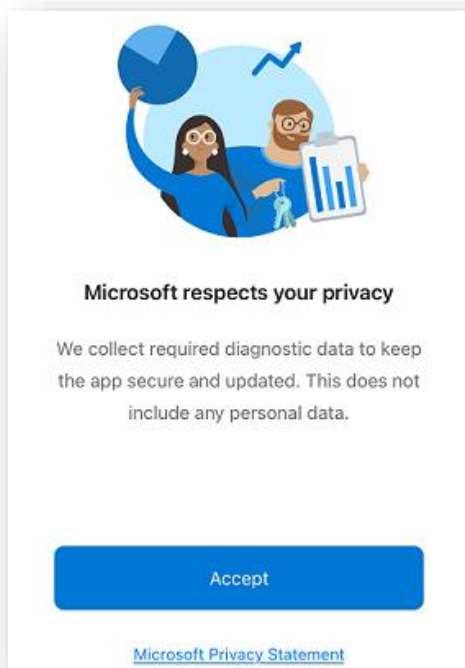 Microsoft respects your privacy
We collect required diagnostic data to keep
the app secure and updated. This does not
include any personal data.
Accept
Microsoft Privacy Statement